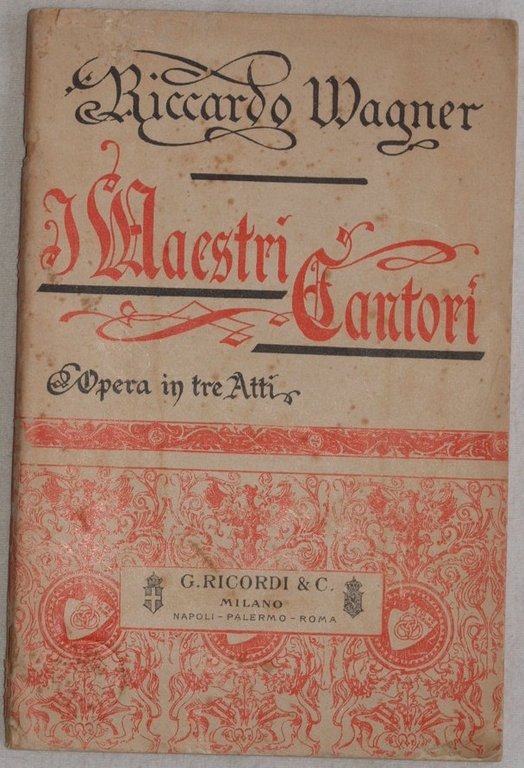 Riccardo Wagner
I Maestri
Cantori
Opera in tre Atti
G. RICORDI & C.
MILANO
NAPOLI - PALERMO - ROMA